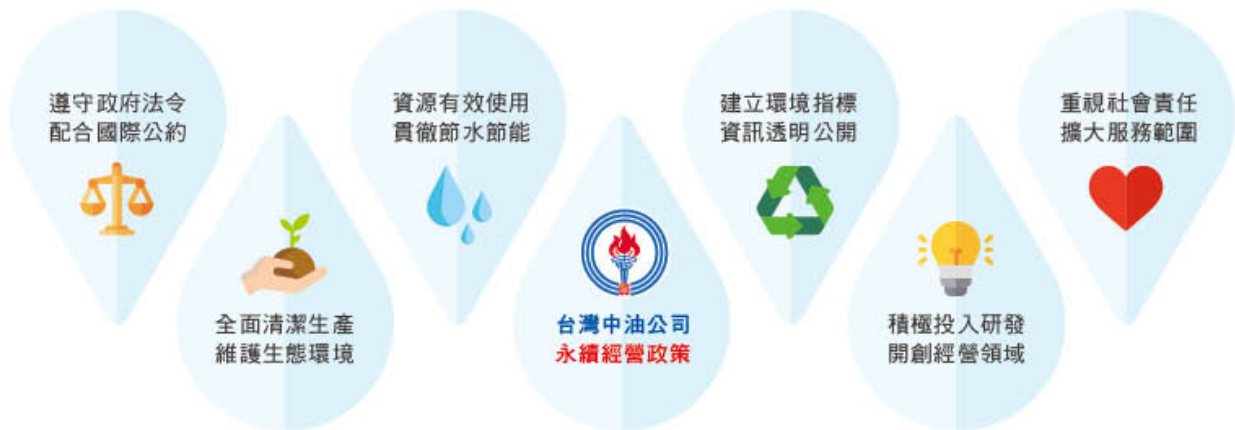 遵守政府法令
配合國際公約
全面清潔生產
維護生態環境
資源有效使用
貫徹節水節能
台灣中油公司
永續經營政策
建立環境指標
資訊透明公開
積極投入研發
開創經營領域
重視社會責任
擴大服務範圍